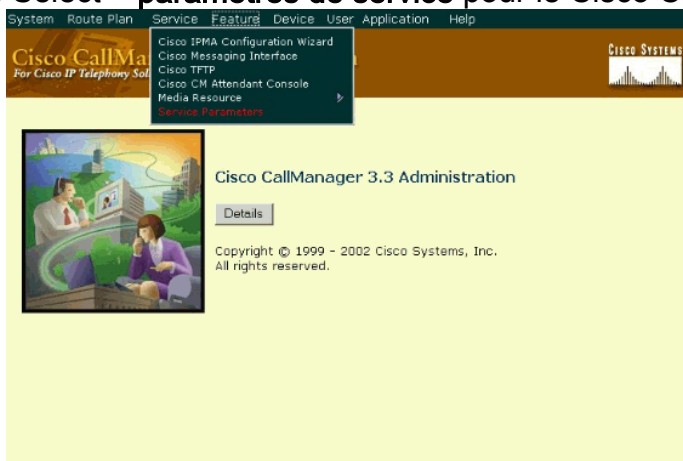 Select paramètres de service pour le Cisco C
System Route Plan Service Feature Device User Application Help
Cisco CallMa
For Cisco IP Telephony Sol
Cisco IPMA Configuration Wizard
Cisco Messaging Interface
Cisco TFTP
Cisco CM Attendant Console
Media Resource
Service Parameters
CISCO SYSTEMS
Cisco CallManager 3.3 Administration
Details
Copyright © 1999 - 2002 Cisco Systems, Inc.
All rights reserved.